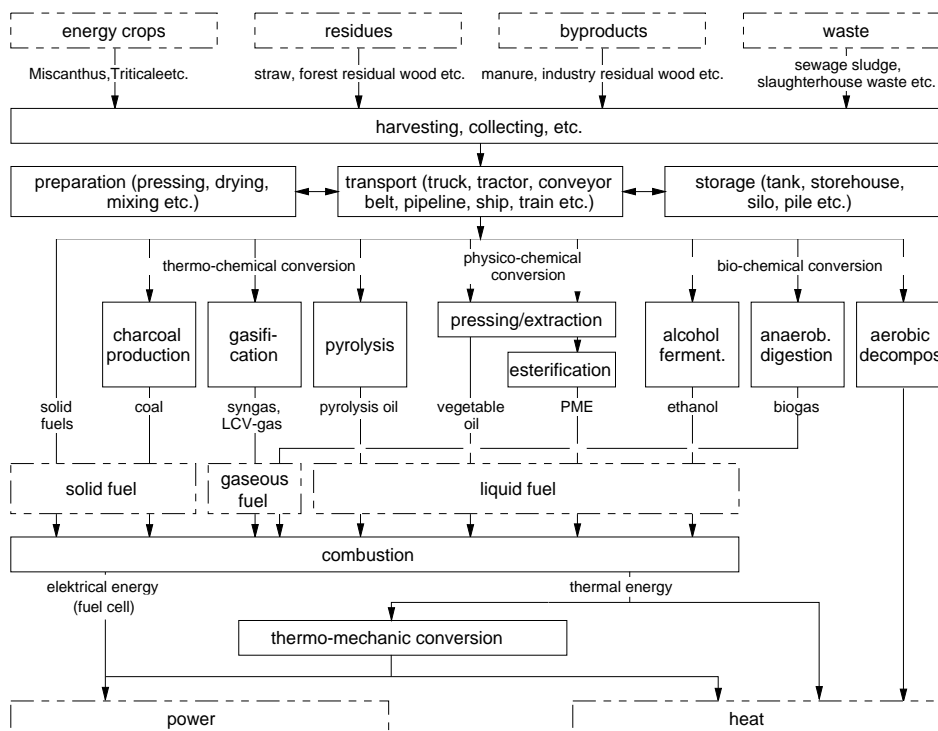 energy crops
residues
byproducts
waste
Miscanthus,Triticaleetc.
straw, forest residual wood etc.
manure, industry residual wood etc.
sewage sludge,
slaughterhouse waste etc.
harvesting, collecting, etc.
preparation (pressing, drying,
mixing etc.)
transport (truck, tractor, conveyor
belt, pipeline, ship, train etc.)
storage (tank, storehouse,
silo, pile etc.)
thermo-chemical conversion
physico-chemical
conversion
bio-chemical conversion
charcoal
production
gasifi-
cation
pyrolysis
pressing/extraction
esterification
alcohol
ferment.
anaerob.
digestion
aerobic
decompos
solid
fuels
coal
syngas,
LCV-gas
pyrolysis oil
vegetable
oil
PME
ethanol
biogas
solid fuel
gaseous
fuel
liquid fuel
combustion
elektrical energy
(fuel cell)
thermal energy
thermo-mechanic conversion
power
heat